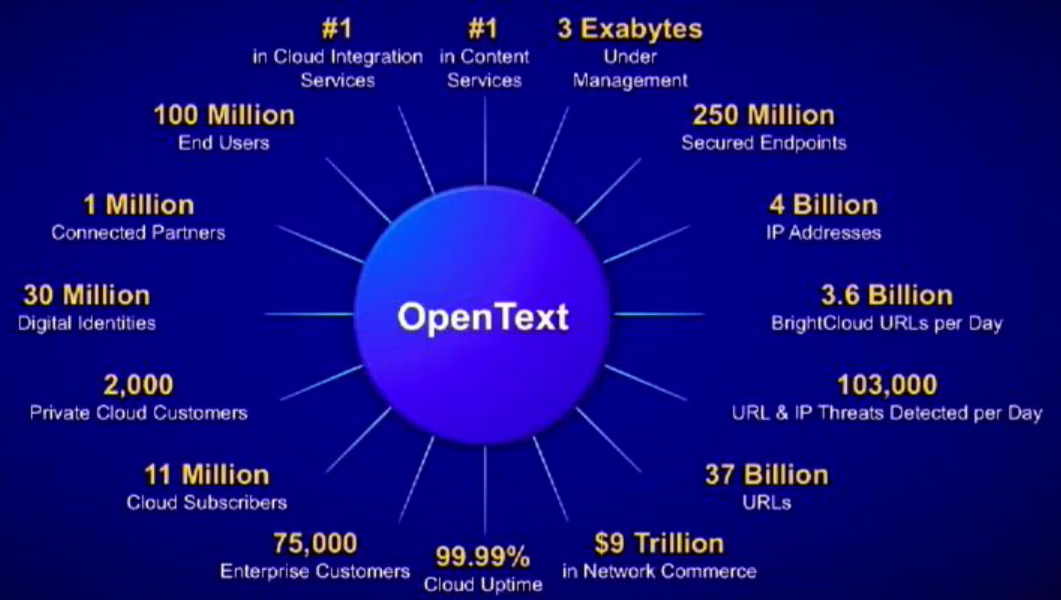 #1
in Cloud Integration
Services
#1
in Content
Services
3 Exabytes
Under
Management
100 Million
End Users
250 Million
Secured Endpoints
1 Million
Connected Partners
4 Billion
IP Addresses
30 Million
Digital Identities
OpenText
3.6 Billion
BrightCloud URLs per Day
2,000
Private Cloud Customers
103,000
URL & IP Threats Detected per Day
11 Million
Cloud Subscribers
37 Billion
URLs
75,000
Enterprise Customers
99.99%
Cloud Uptime
$9 Trillion
in Network Commerce